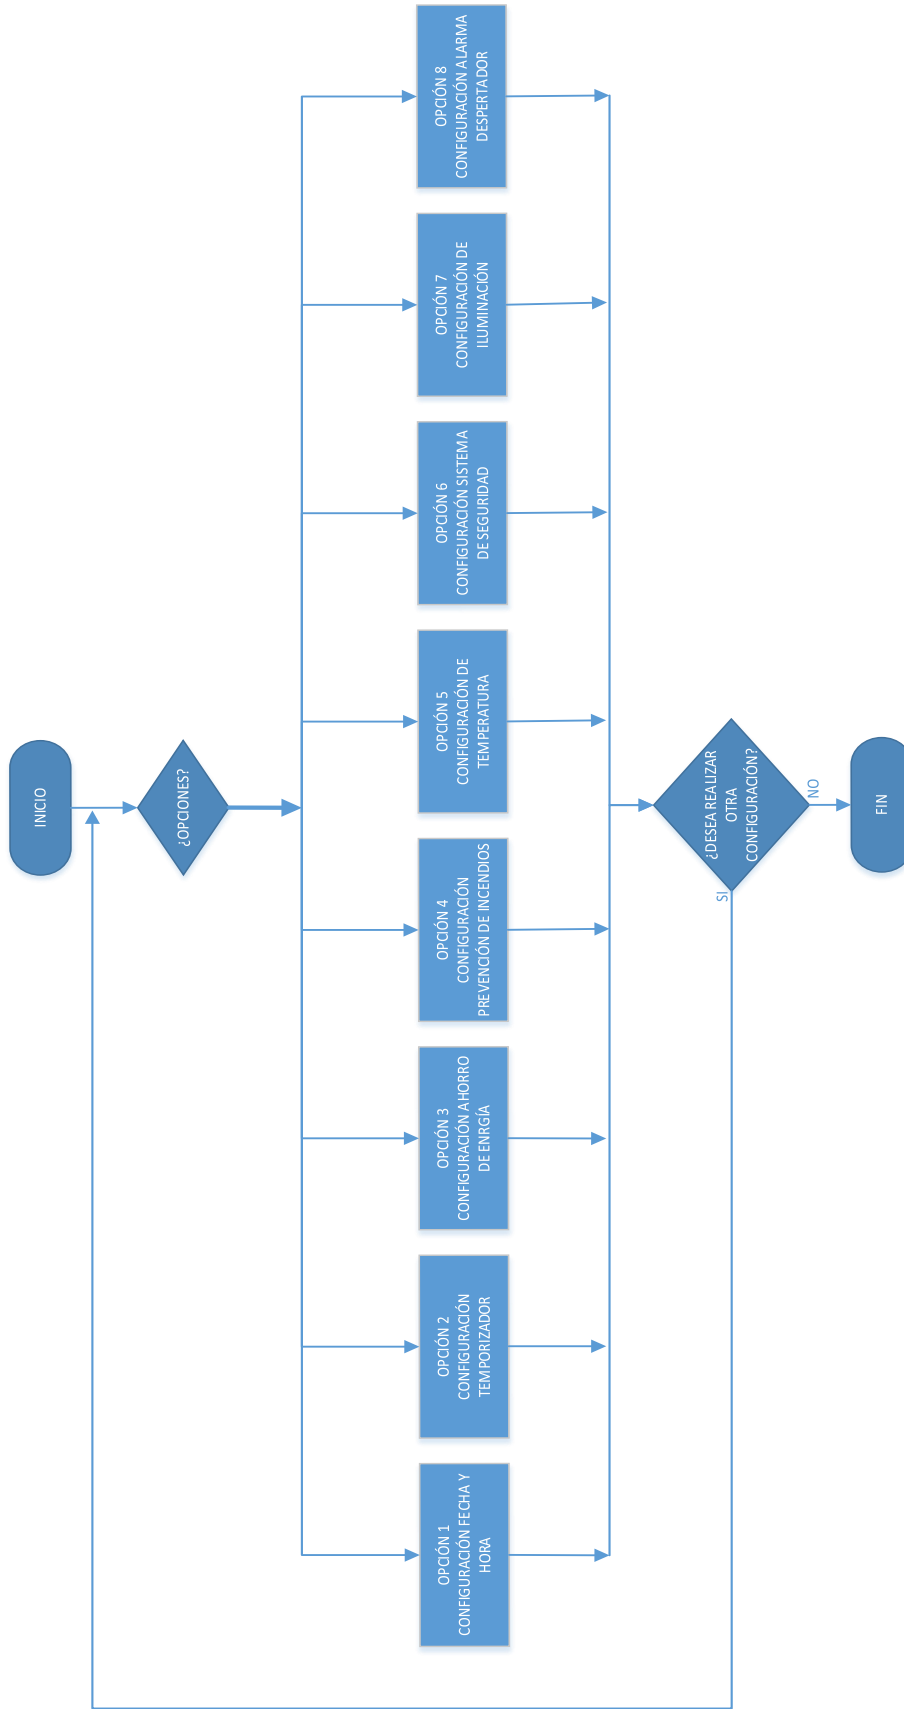 INICIO
¿OPCIONES?
OPCIÓN 1
CONFIGURACIÓN FECHA Y
HORA
OPCIÓN 2
CONFIGURACIÓN
TEMPORIZADOR
OPCIÓN 3
CONFIGURACIÓN AHORRO
DE ENRGÍA
OPCIÓN 4
CONFIGURACIÓN
PREVENCIÓN DE INCENDIOS
OPCIÓN 5
CONFIGURACIÓN DE
TEMPERATURA
OPCIÓN 6
CONFIGURACIÓN SISTEMA
DE SEGURIDAD
OPCIÓN 7
CONFIGURACIÓN DE
ILUMINACIÓN
OPCIÓN 8
CONFIGURACIÓN ALARMA
DESPERTADOR
¿DESEA REALIZAR
OTRA
CONFIGURACIÓN?
SI
NO
FIN